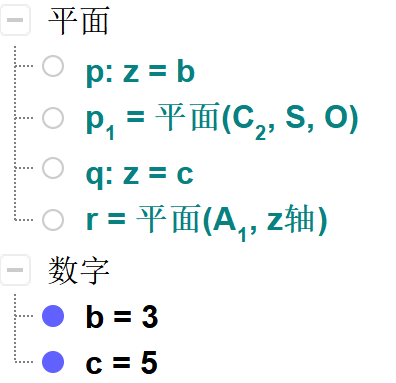 平面
p: z = b
p₁ = 平面(C₂, S, O)
q: z = c
r = 平面(A₁, z轴)
数字
b = 3
c = 5